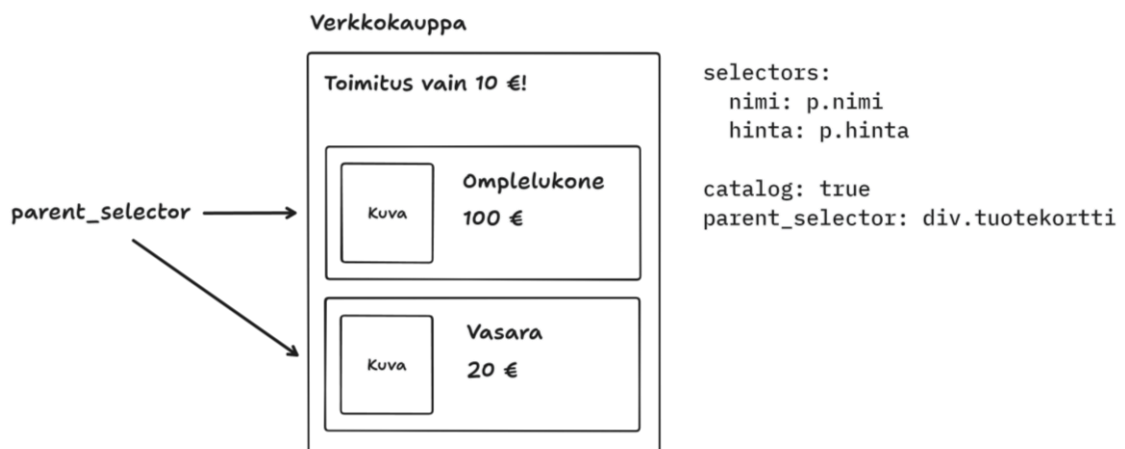 Verkkokauppa
Toimitus vain 10 €!
parent_selector
Kuva
Omplelukone
100 €
Kuva
Vasara
20 €
selectors:
nimi: p.nimi
hinta: p.hinta
catalog: true
parent_selector: div.tuotekortti